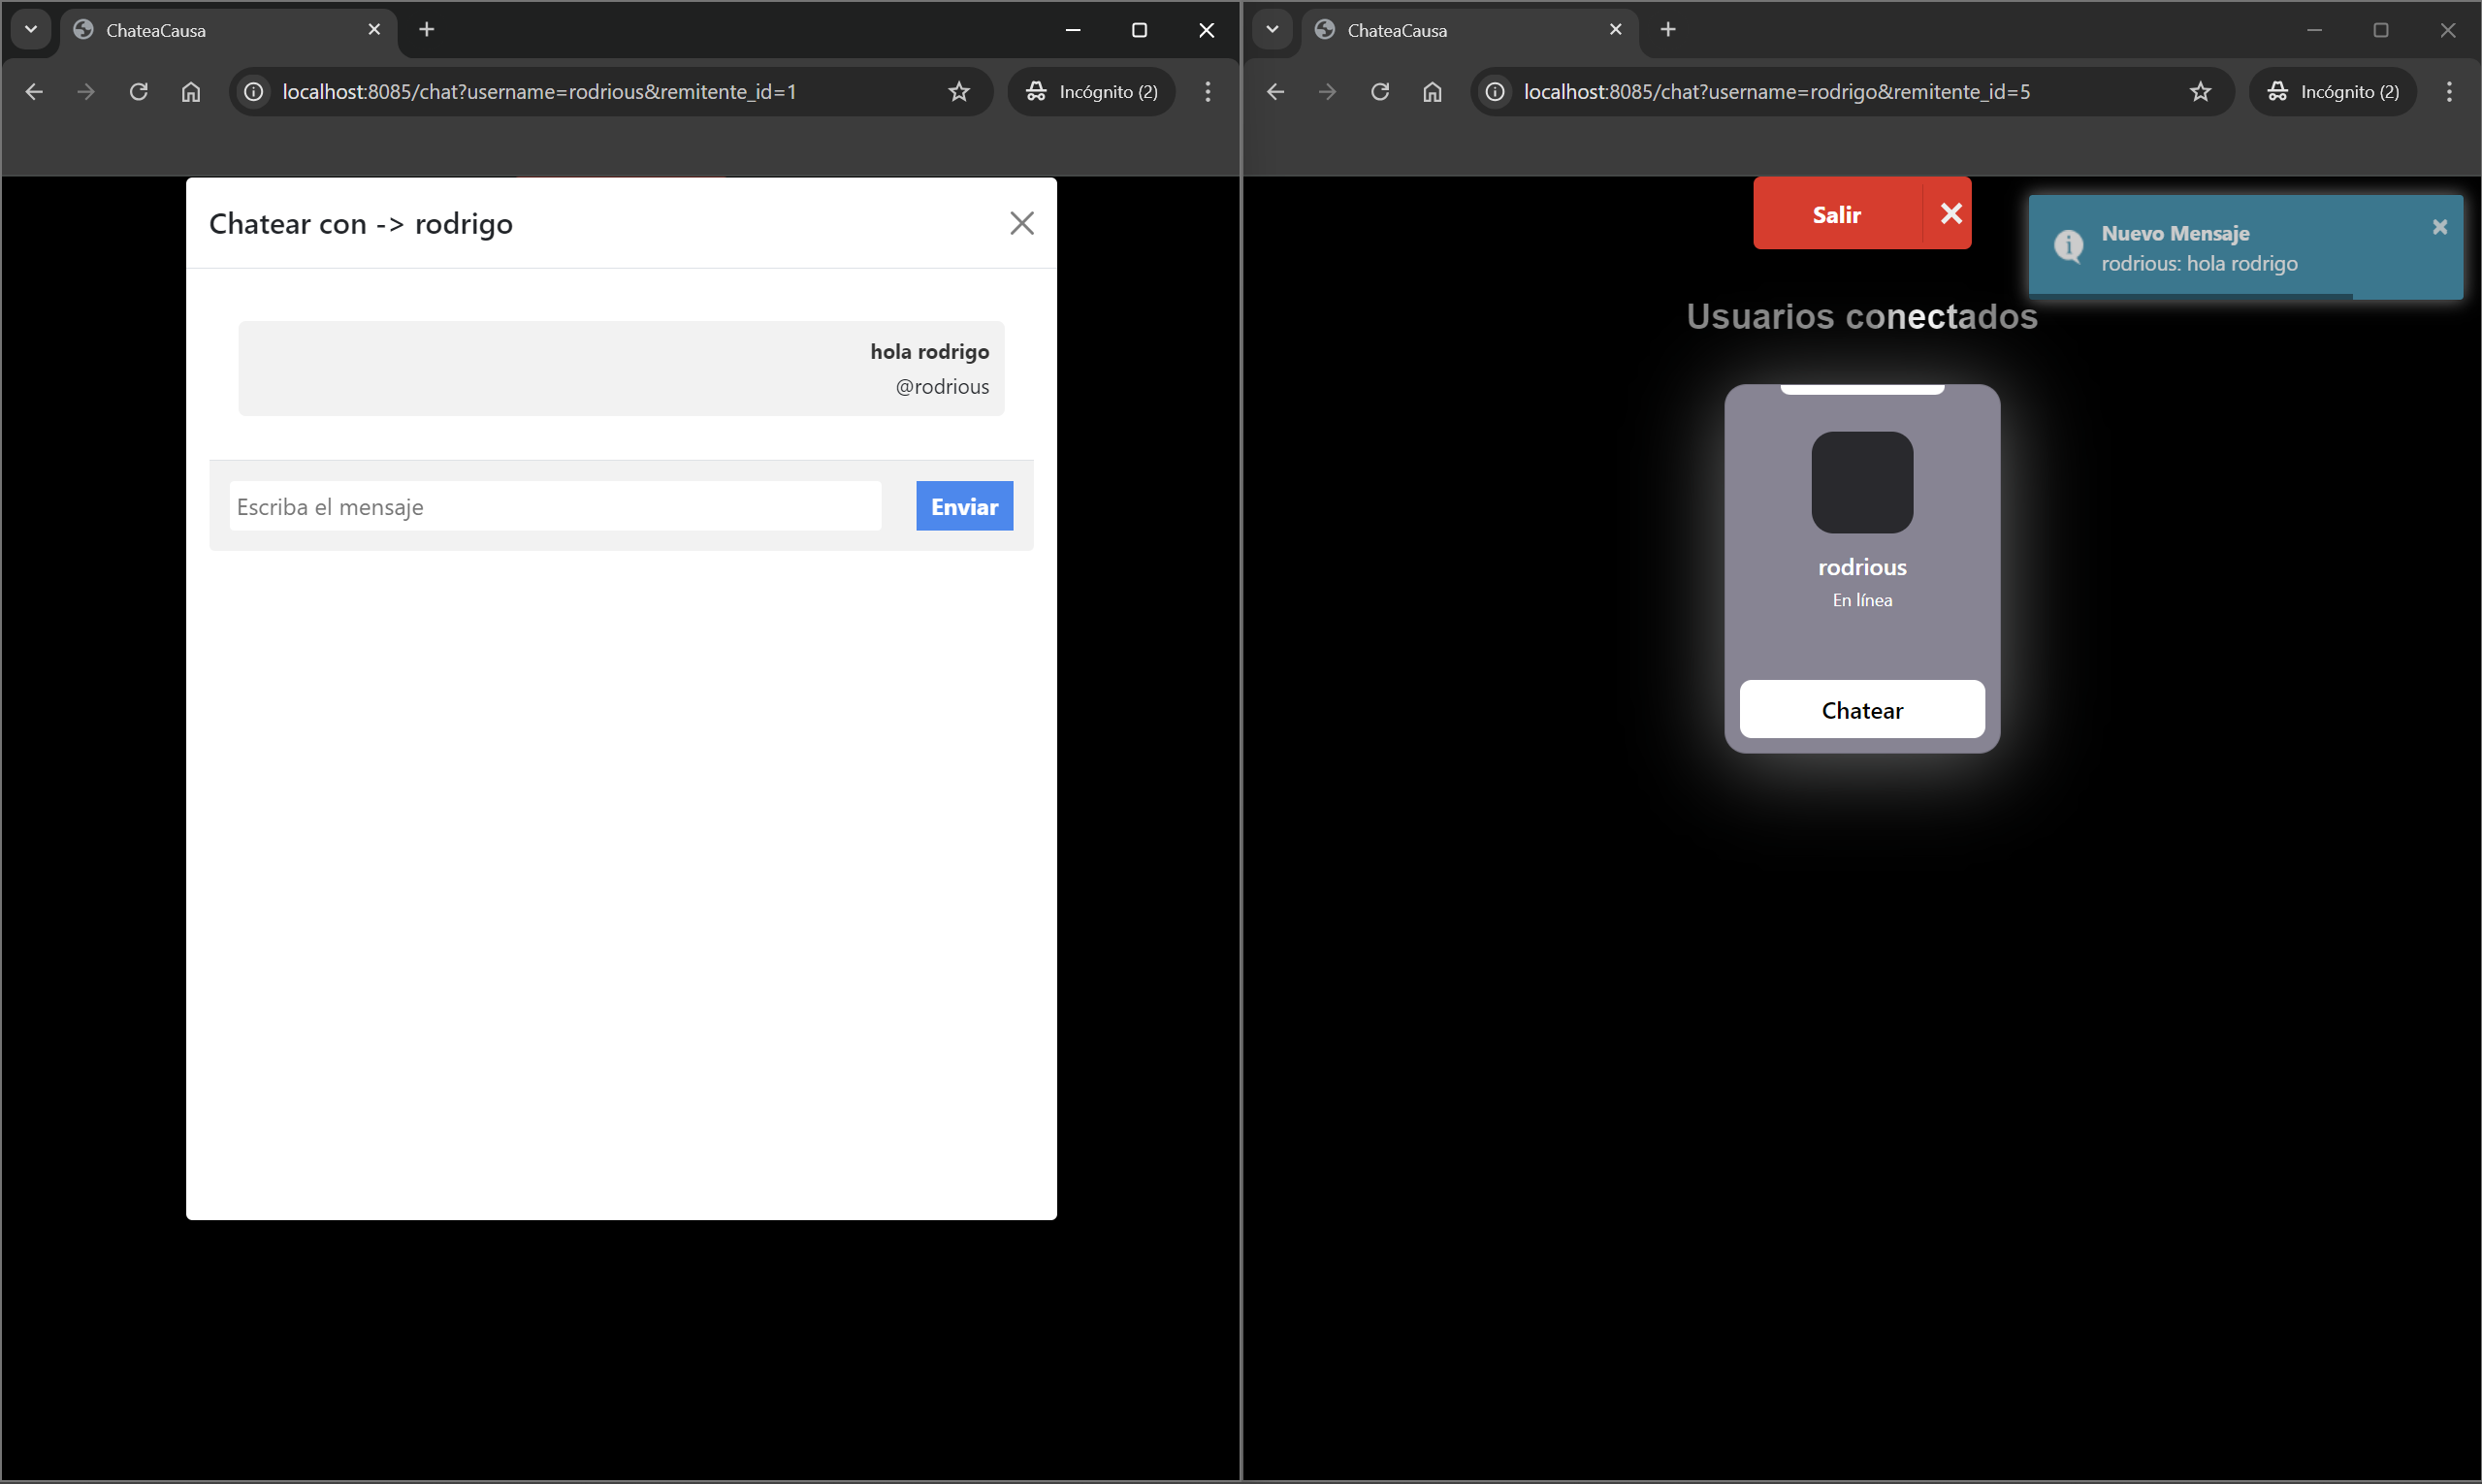 ChateaCausa
localhost:8085/chat?username=rodrious&remitente_id=1
Incógnito (2)
Chatear con -> rodrigo
hola rodrigo
@rodrious
Escriba el mensaje
Enviar
ChateaCausa
localhost:8085/chat?username=rodrigo&remitente_id=5
Incógnito (2)
Salir
Nuevo Mensaje
rodrious: hola rodrigo
Usuarios conectados
rodrious
En línea
Chatear